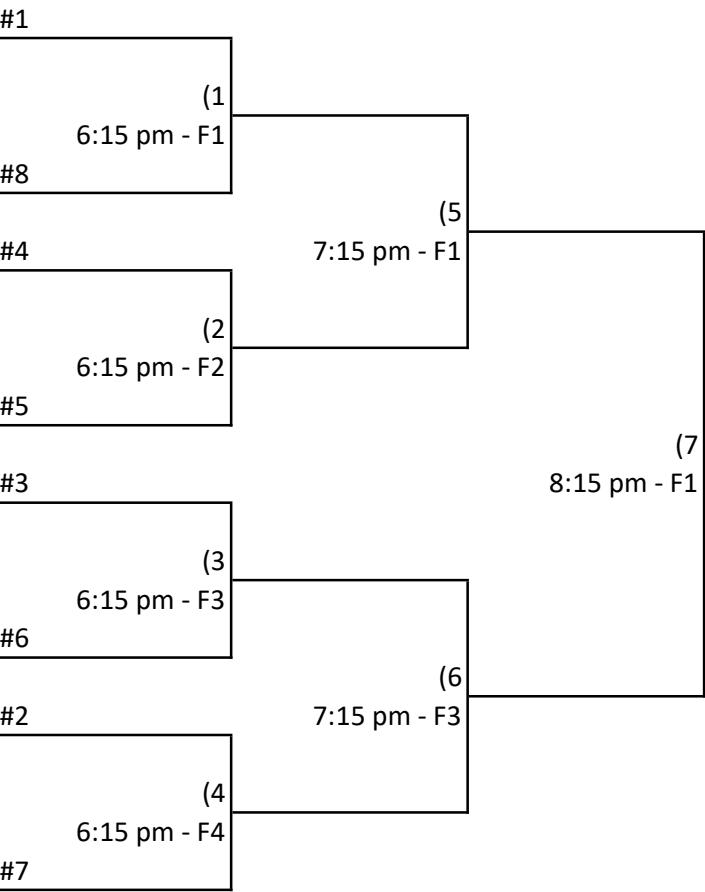 #1
(1
6:15 pm - F1
#8
(5
#4
7:15 pm - F1
(2
6:15 pm - F2
#5
(7
#3
8:15 pm - F1
(3
6:15 pm - F3
#6
(6
#2
7:15 pm - F3
(4
6:15 pm - F4
#7